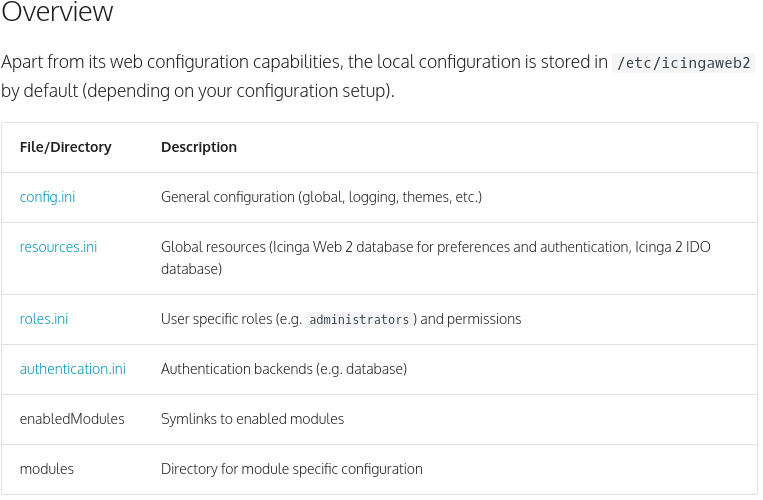 Overview
Apart from its web configuration capabilities, the local configuration is stored in /etc/icingaweb2
by default (depending on your configuration setup).
File/Directory Description
config.ini General configuration (global, logging, themes, etc.)
resources.ini Global resources (Icinga Web 2 database for preferences and authentication, Icinga 2 IDO
database)
roles.ini User specific roles (e.g. administrators ) and permissions
authentication.ini Authentication backends (e.g. database)
enabledModules Symlinks to enabled modules
modules Directory for module specific configuration